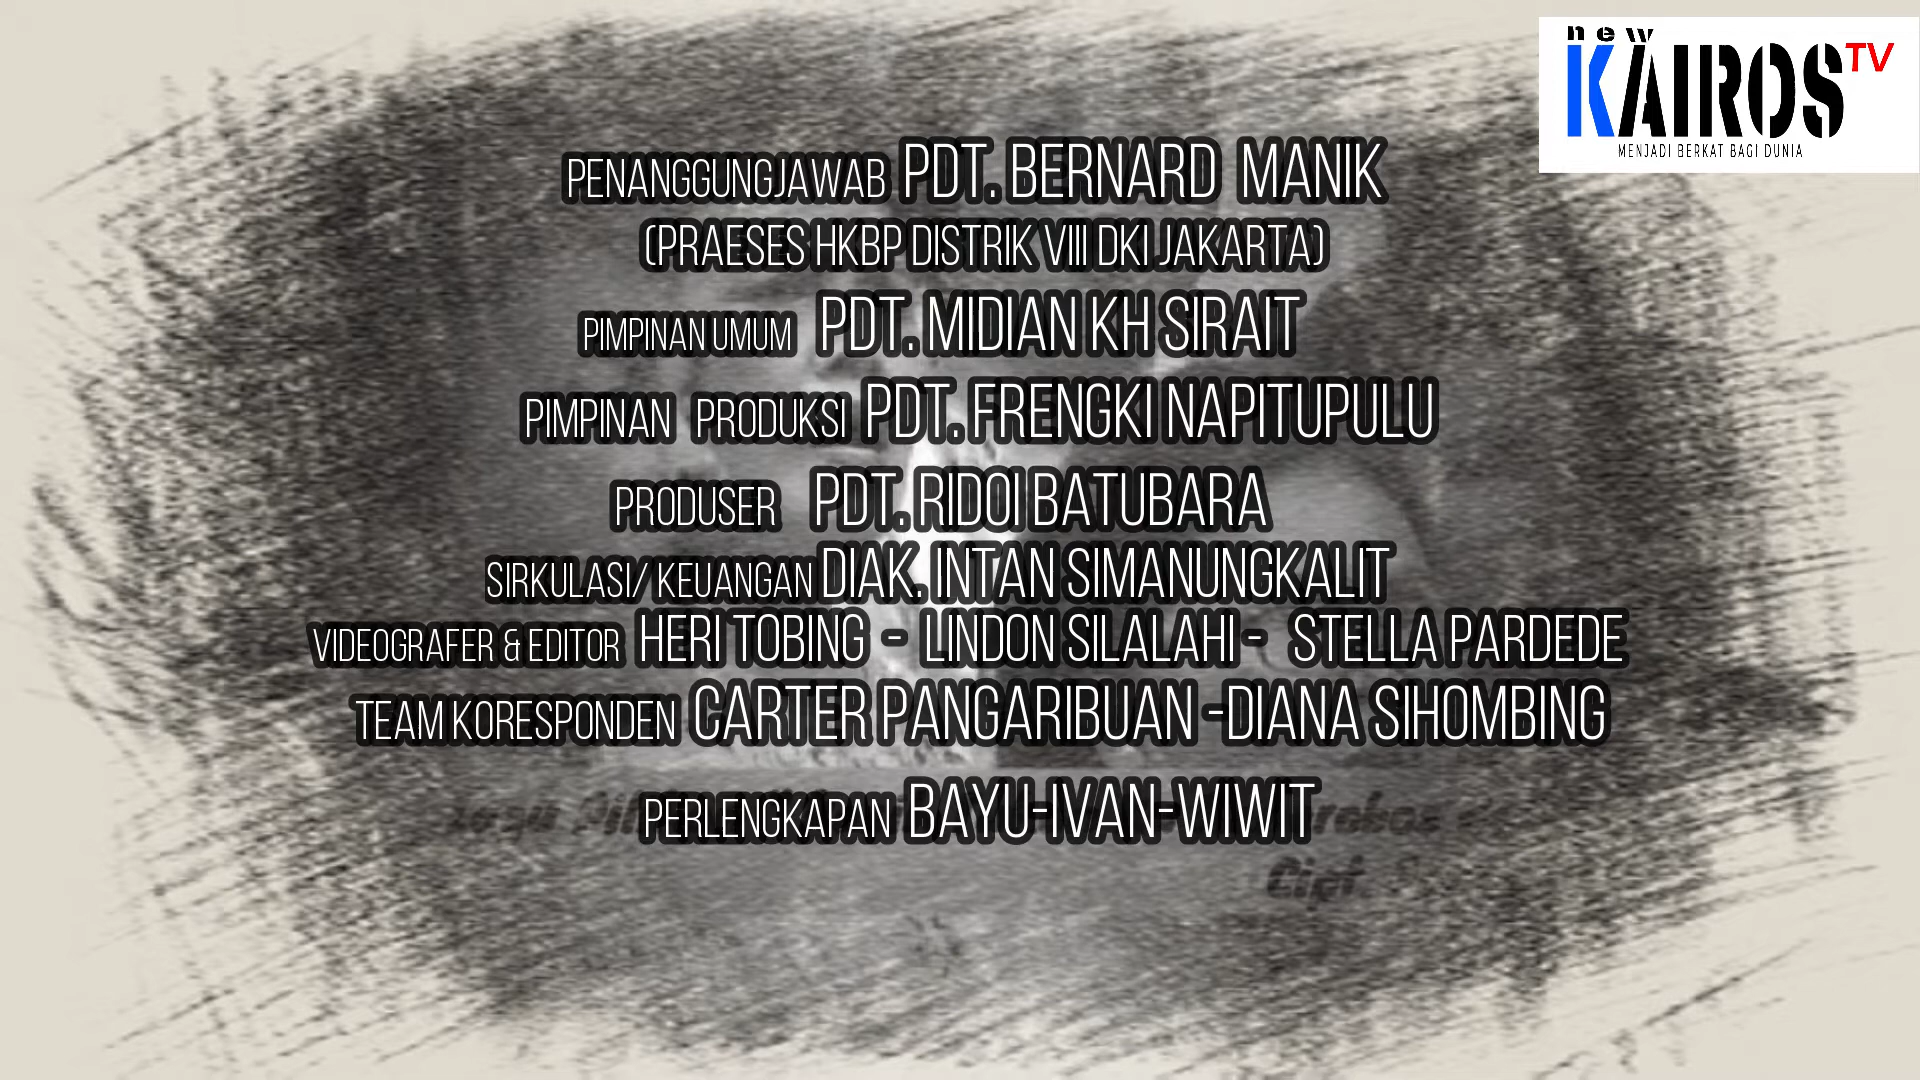 new
KAIROS TV
MENJADI BERKAT BAGI DUNIA
PENANGGUNGJAWAB PDT. BERNARD MANIK
(PRAESES HKBP DISTRIK VIII DKI JAKARTA)
PIMPINAN UMUM PDT. MIDIAN KH SIRAIT
PIMPINAN PRODUKSI PDT. FRENGKI NAPITUPULU
PRODUSER PDT. RIDOI BATUBARA
SIRKULASI/ KEUANGAN DIAK. INTAN SIMANUNGKALIT
VIDEOGRAFER & EDITOR HERI TOBING - LINDON SILALAHI - STELLA PARDEDE
TEAM KORESPONDEN CARTER PANGARIBUAN -DIANA SIHOMBING
PERLENGKAPAN BAYU-IVAN-WIWIT
Cipt.